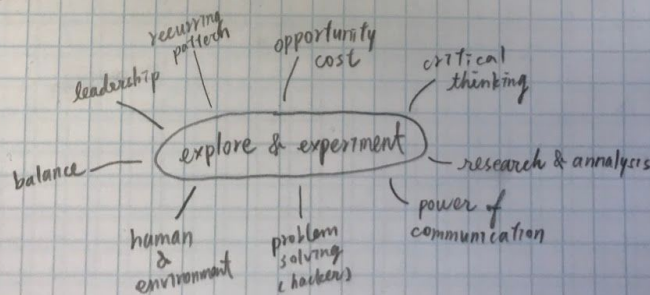 recurring
pattern
opportunity
cost
critical
thinking
leadership
explore & experiment
balance
research & annalysis
power of
communication
human
&
environment
problem
solving
(hackers)